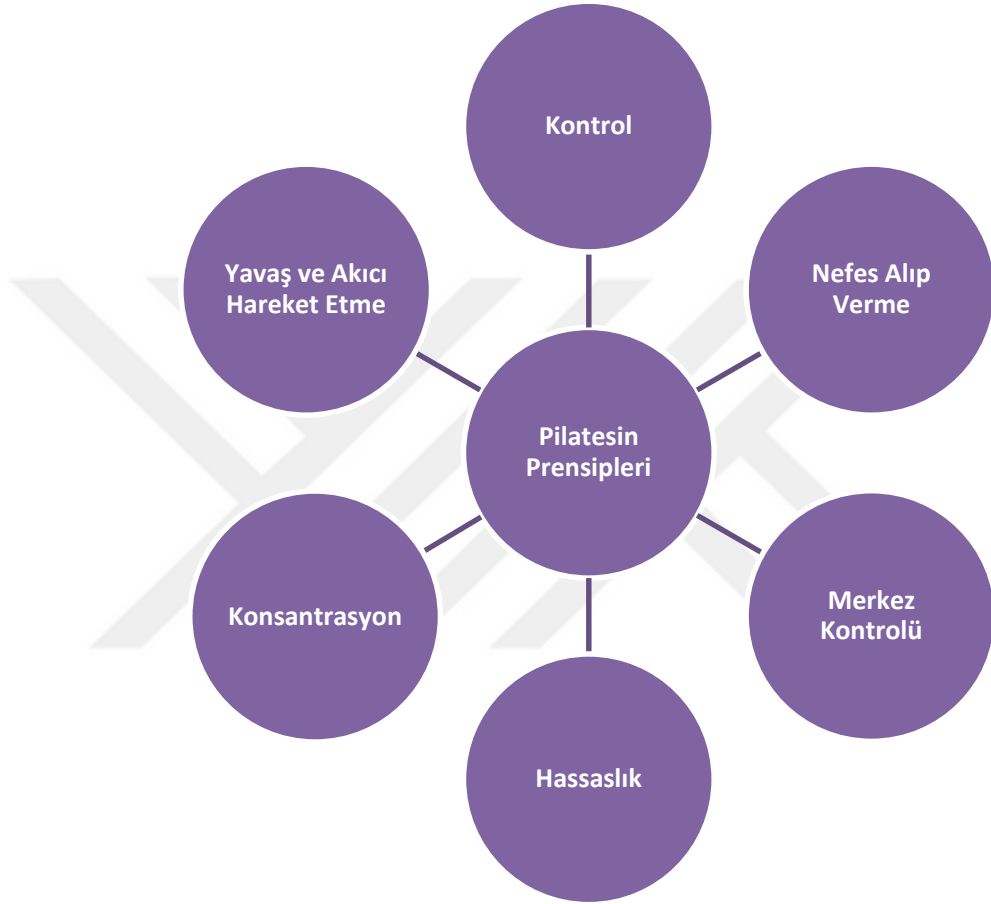 Kontrol
Nefes Alıp
Verme
Merkez
Kontrolü
Hassaslık
Konsantrasyon
Yavaş ve Akıcı
Hareket Etme
Pilatesin
Prensipleri